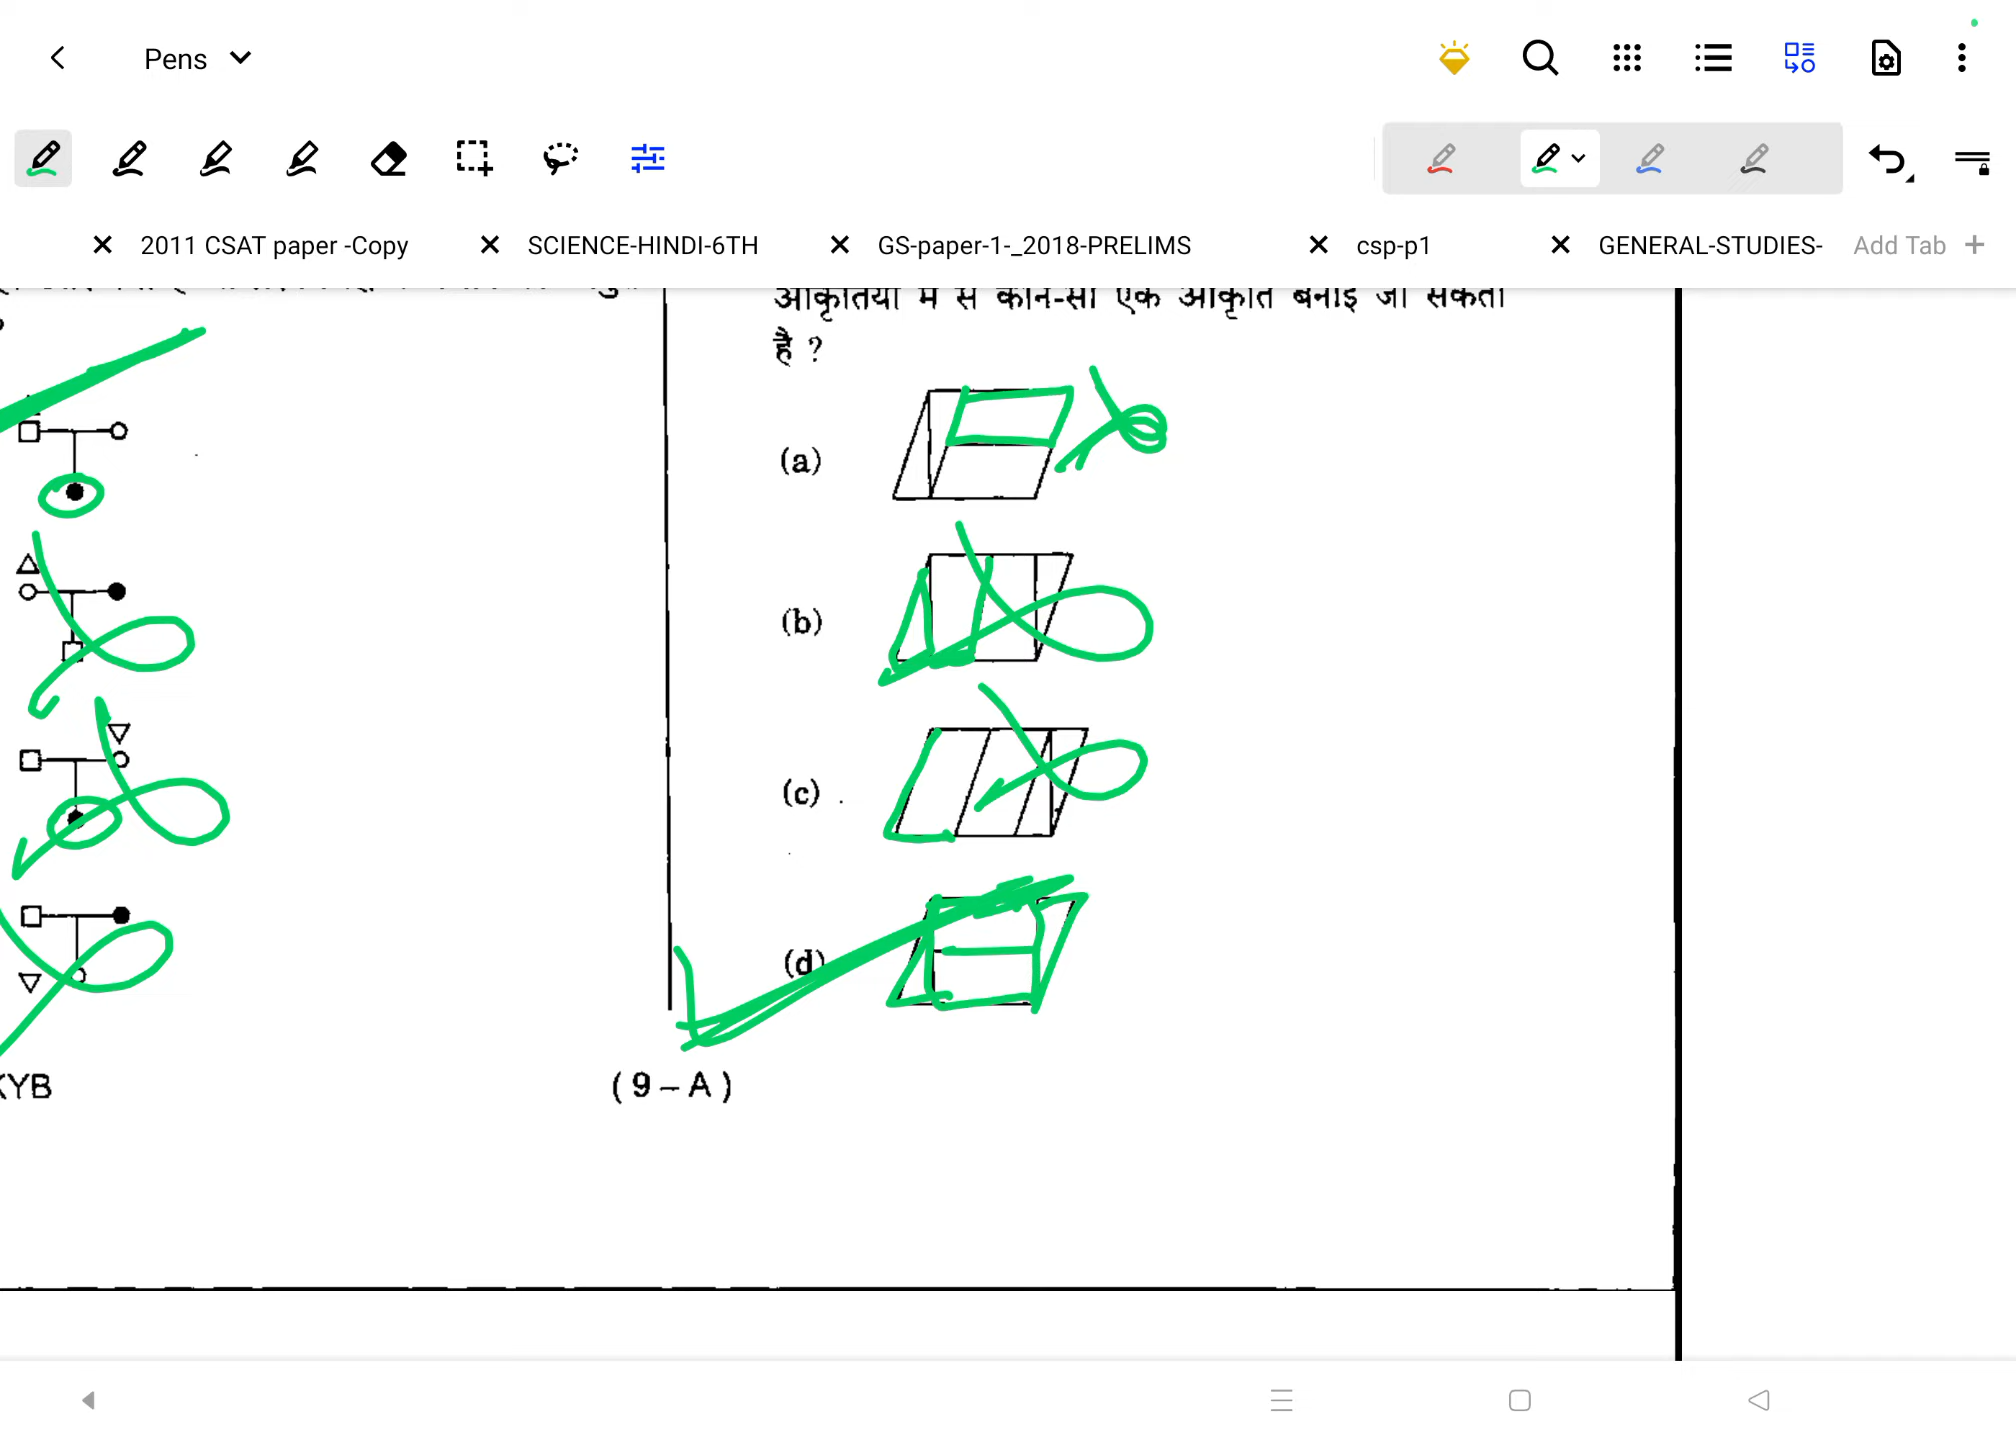 Pens
2011 CSAT paper -Copy
SCIENCE-HINDI-6TH
GS-paper-1-_2018-PRELIMS
csp-p1
GENERAL-STUDIES-
Add Tab +
आकृतियों में से कौन-सी एक आकृति बनाई जा सकती
है ?
(a)
(b)
(c)
(d)
KYB
( 9 – A )